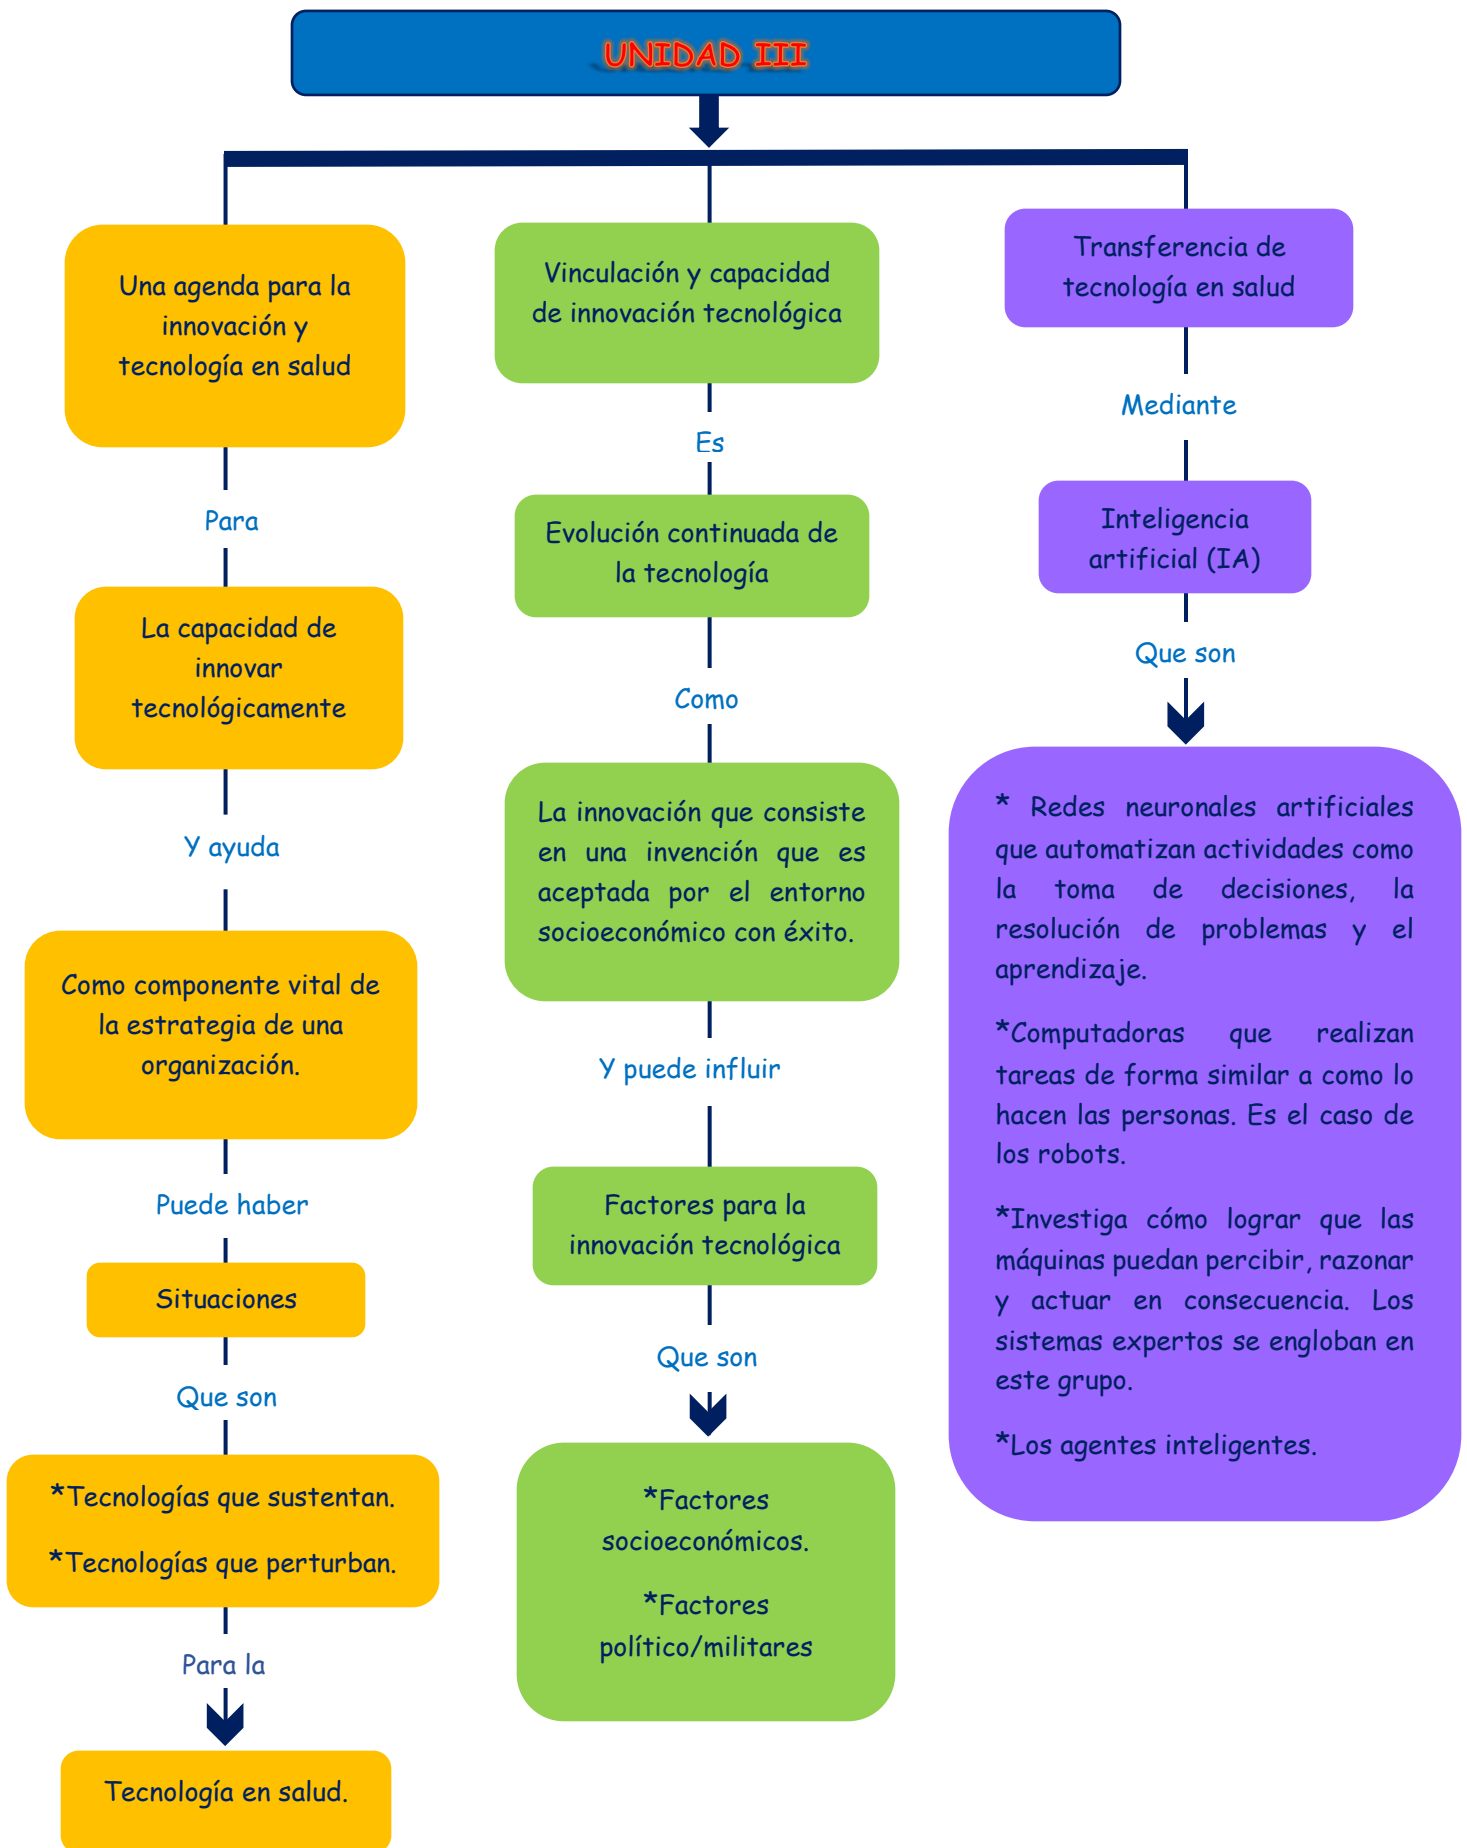 UNIDAD III
Una agenda para la
innovación y
tecnología en salud
Para
La capacidad de
innovar
tecnológicamente
Y ayuda
Como componente vital de
la estrategia de una
organización.
Puede haber
Situaciones
Que son
*Tecnologías que sustentan.
*Tecnologías que perturban.
Para la
Tecnología en salud.
Vinculación y capacidad
de innovación tecnológica
Es
Evolución continuada de
la tecnología
Como
La innovación que consiste
en una invención que es
aceptada por el entorno
socioeconómico con éxito.
Y puede influir
Factores para la
innovación tecnológica
Que son
*Factores
socioeconómicos.
*Factores
político/militares
Transferencia de
tecnología en salud
Mediante
Inteligencia
artificial (IA)
Que son
* Redes neuronales artificiales
que automatizan actividades como
la toma de decisiones, la
resolución de problemas y el
aprendizaje.
*Computadoras que realizan
tareas de forma similar a como lo
hacen las personas. Es el caso de
los robots.
*Investiga cómo lograr que las
máquinas puedan percibir, razonar
y actuar en consecuencia. Los
sistemas expertos se engloban en
este grupo.
*Los agentes inteligentes.